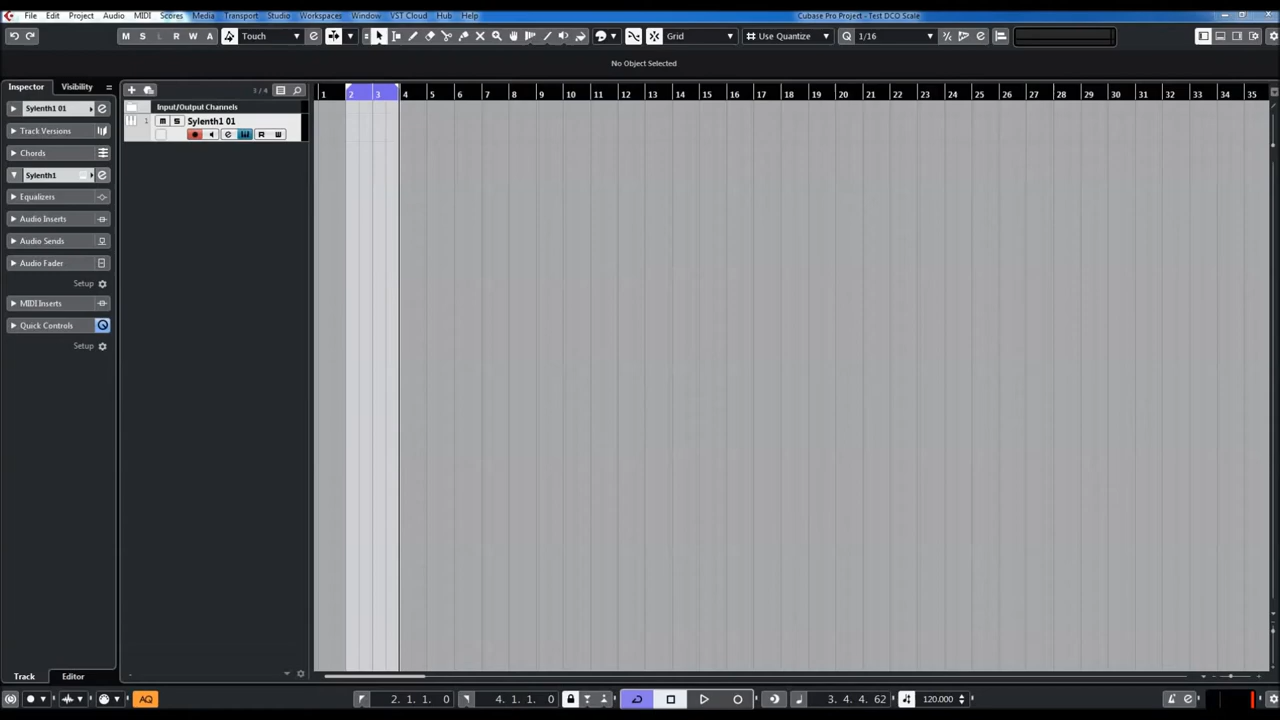 File Edit Project Audio MIDI Scores Media Transport Studio Workspaces Window VST Cloud Hub Help Cubase Pro Project - Test DCO Scale
M S L R W A Touch Grid Use Quantize Q 1/16
No Object Selected
Inspector Visibility 3 / 4 1 2 3 4 5 6 7 8 9 10 11 12 13 14 15 16 17 18 19 20 21 22 23 24 25 26 27 28 29 30 31 32 33 34 35
Sylenth1 01 Input/Output Channels
1 M S Sylenth1 01
Track Versions R W
Chords
Sylenth1
Equalizers
Audio Inserts
Audio Sends
Audio Fader
Setup
MIDI Inserts
Quick Controls
Setup
Track Editor
AQ 2. 1. 1. 0 4. 1. 1. 0 3. 4. 4. 62 120.000